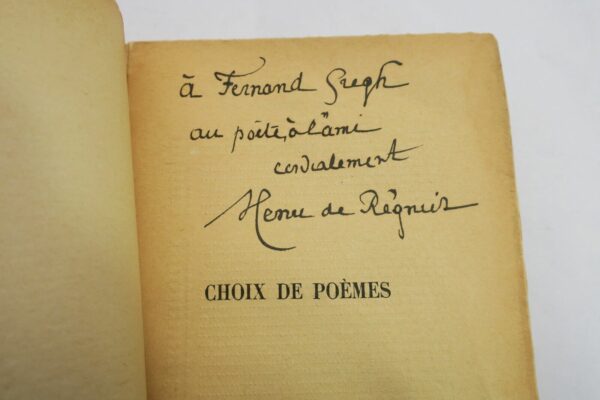 à Fernand Gregh
au poète, à l'ami
cordialement
Henri de Régnier
CHOIX DE POÈMES